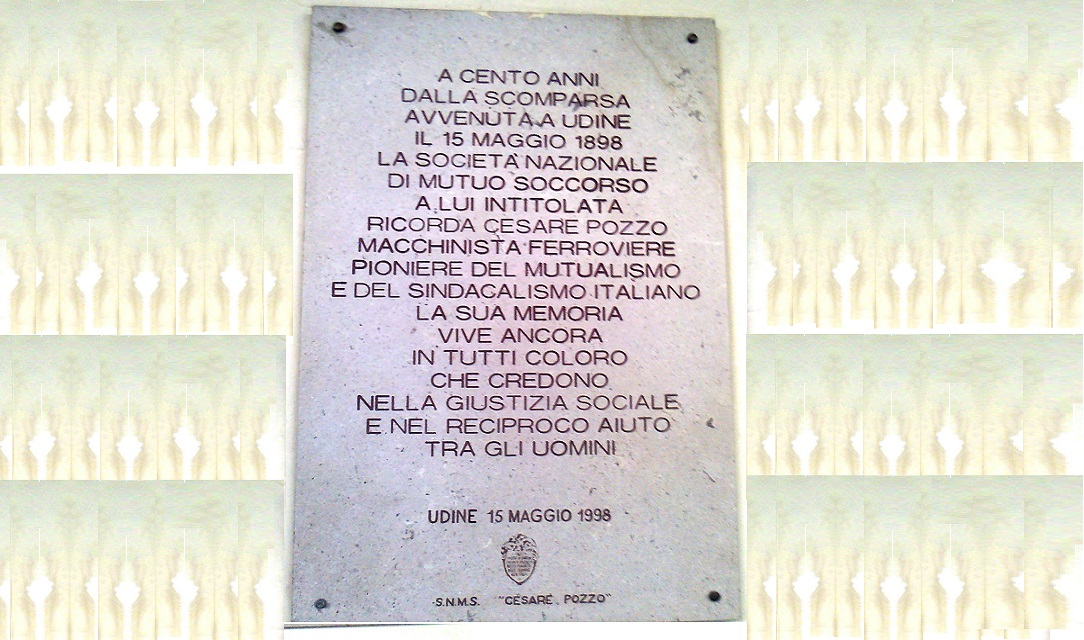 A CENTO ANNI
DALLA SCOMPARSA
AVVENUTA A UDINE
IL 15 MAGGIO 1898
LA SOCIETÀ NAZIONALE
DI MUTUO SOCCORSO
A LUI INTITOLATA
RICORDA CESARE POZZO
MACCHINISTA FERROVIERE
PIONIERE DEL MUTUALISMO
E DEL SINDACALISMO ITALIANO
LA SUA MEMORIA
VIVE ANCORA
IN TUTTI COLORO
CHE CREDONO
NELLA GIUSTIZIA SOCIALE
E NEL RECIPROCO AIUTO
TRA GLI UOMINI
UDINE 15 MAGGIO 1998
S.N.M.S. "CESARE POZZO"